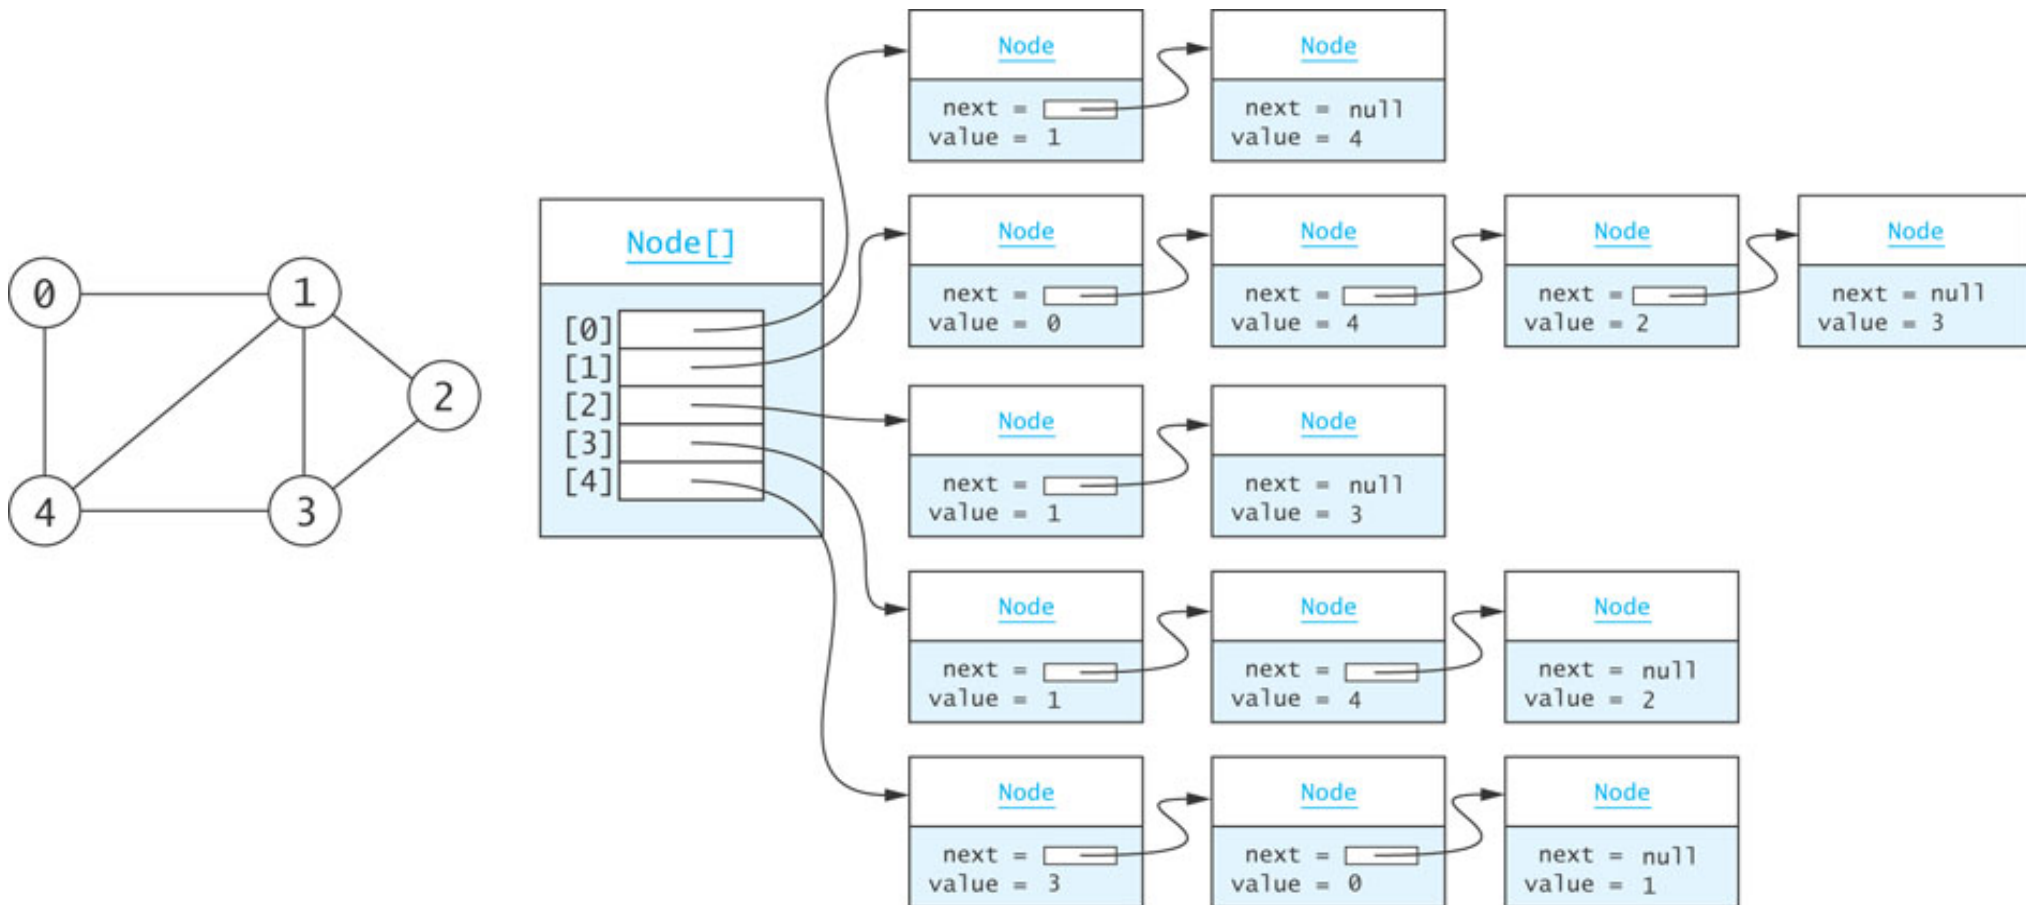 0
1
2
4
3
Node[]
[0]
[1]
[2]
[3]
[4]
Node
next =
value = 1
Node
next = null
value = 4
Node
next =
value = 0
Node
next =
value = 4
Node
next =
value = 2
Node
next = null
value = 3
Node
next =
value = 1
Node
next = null
value = 3
Node
next =
value = 1
Node
next =
value = 4
Node
next = null
value = 2
Node
next =
value = 3
Node
next =
value = 0
Node
next = null
value = 1